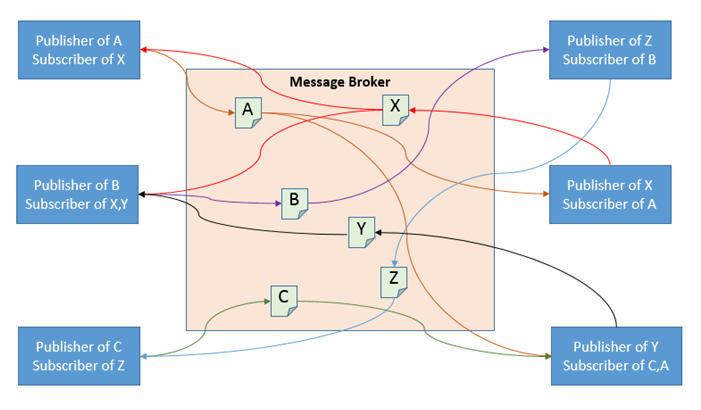 Publisher of A
Subscriber of X
Publisher of Z
Subscriber of B
Message Broker
A
X
Publisher of B
Subscriber of X,Y
B
Publisher of X
Subscriber of A
Y
Z
C
Publisher of C
Subscriber of Z
Publisher of Y
Subscriber of C,A